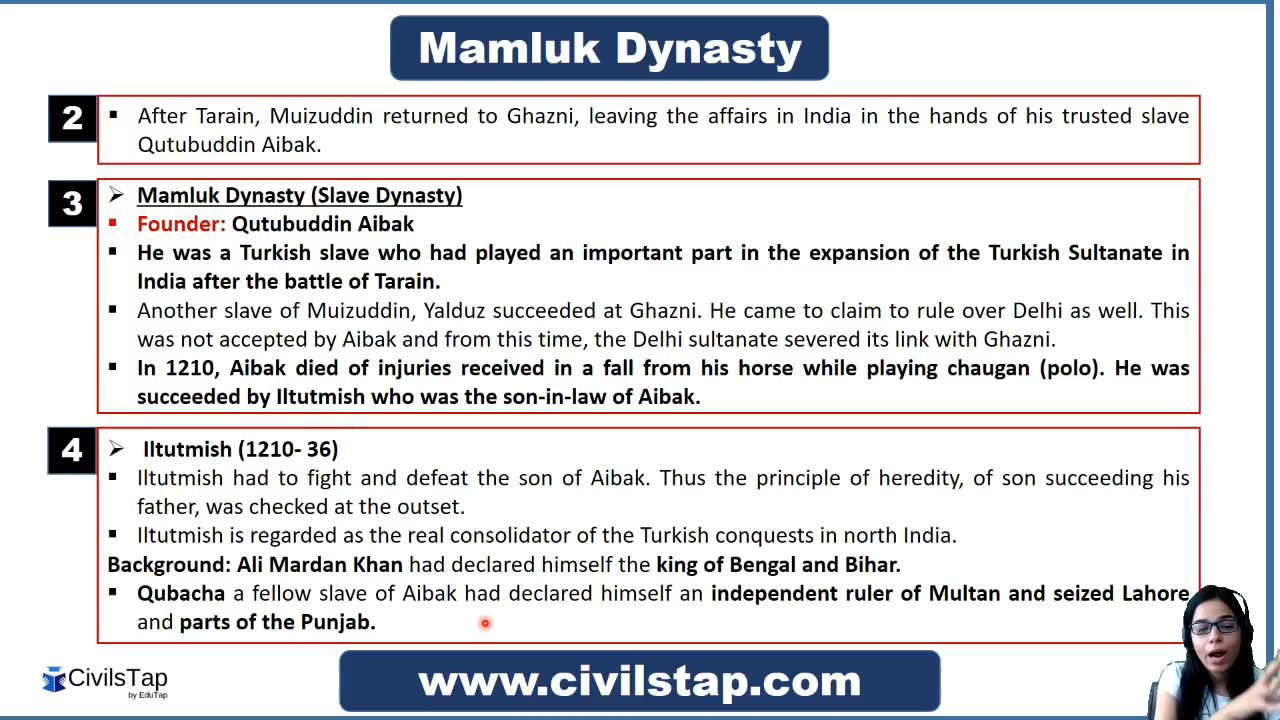 Mamluk Dynasty
2
▪ After Tarain, Muizuddin returned to Ghazni, leaving the affairs in India in the hands of his trusted slave
Qutubuddin Aibak.
3
➢ Mamluk Dynasty (Slave Dynasty)
▪ Founder: Qutubuddin Aibak
▪ He was a Turkish slave who had played an important part in the expansion of the Turkish Sultanate in
India after the battle of Tarain.
▪ Another slave of Muizuddin, Yalduz succeeded at Ghazni. He came to claim to rule over Delhi as well. This
was not accepted by Aibak and from this time, the Delhi sultanate severed its link with Ghazni.
▪ In 1210, Aibak died of injuries received in a fall from his horse while playing chaugan (polo). He was
succeeded by Iltutmish who was the son-in-law of Aibak.
4
➢ Iltutmish (1210- 36)
▪ Iltutmish had to fight and defeat the son of Aibak. Thus the principle of heredity, of son succeeding his
father, was checked at the outset.
▪ Iltutmish is regarded as the real consolidator of the Turkish conquests in north India.
Background: Ali Mardan Khan had declared himself the king of Bengal and Bihar.
▪ Qubacha a fellow slave of Aibak had declared himself an independent ruler of Multan and seized Lahore
and parts of the Punjab.
CivilsTap
by EduTap
www.civilstap.com